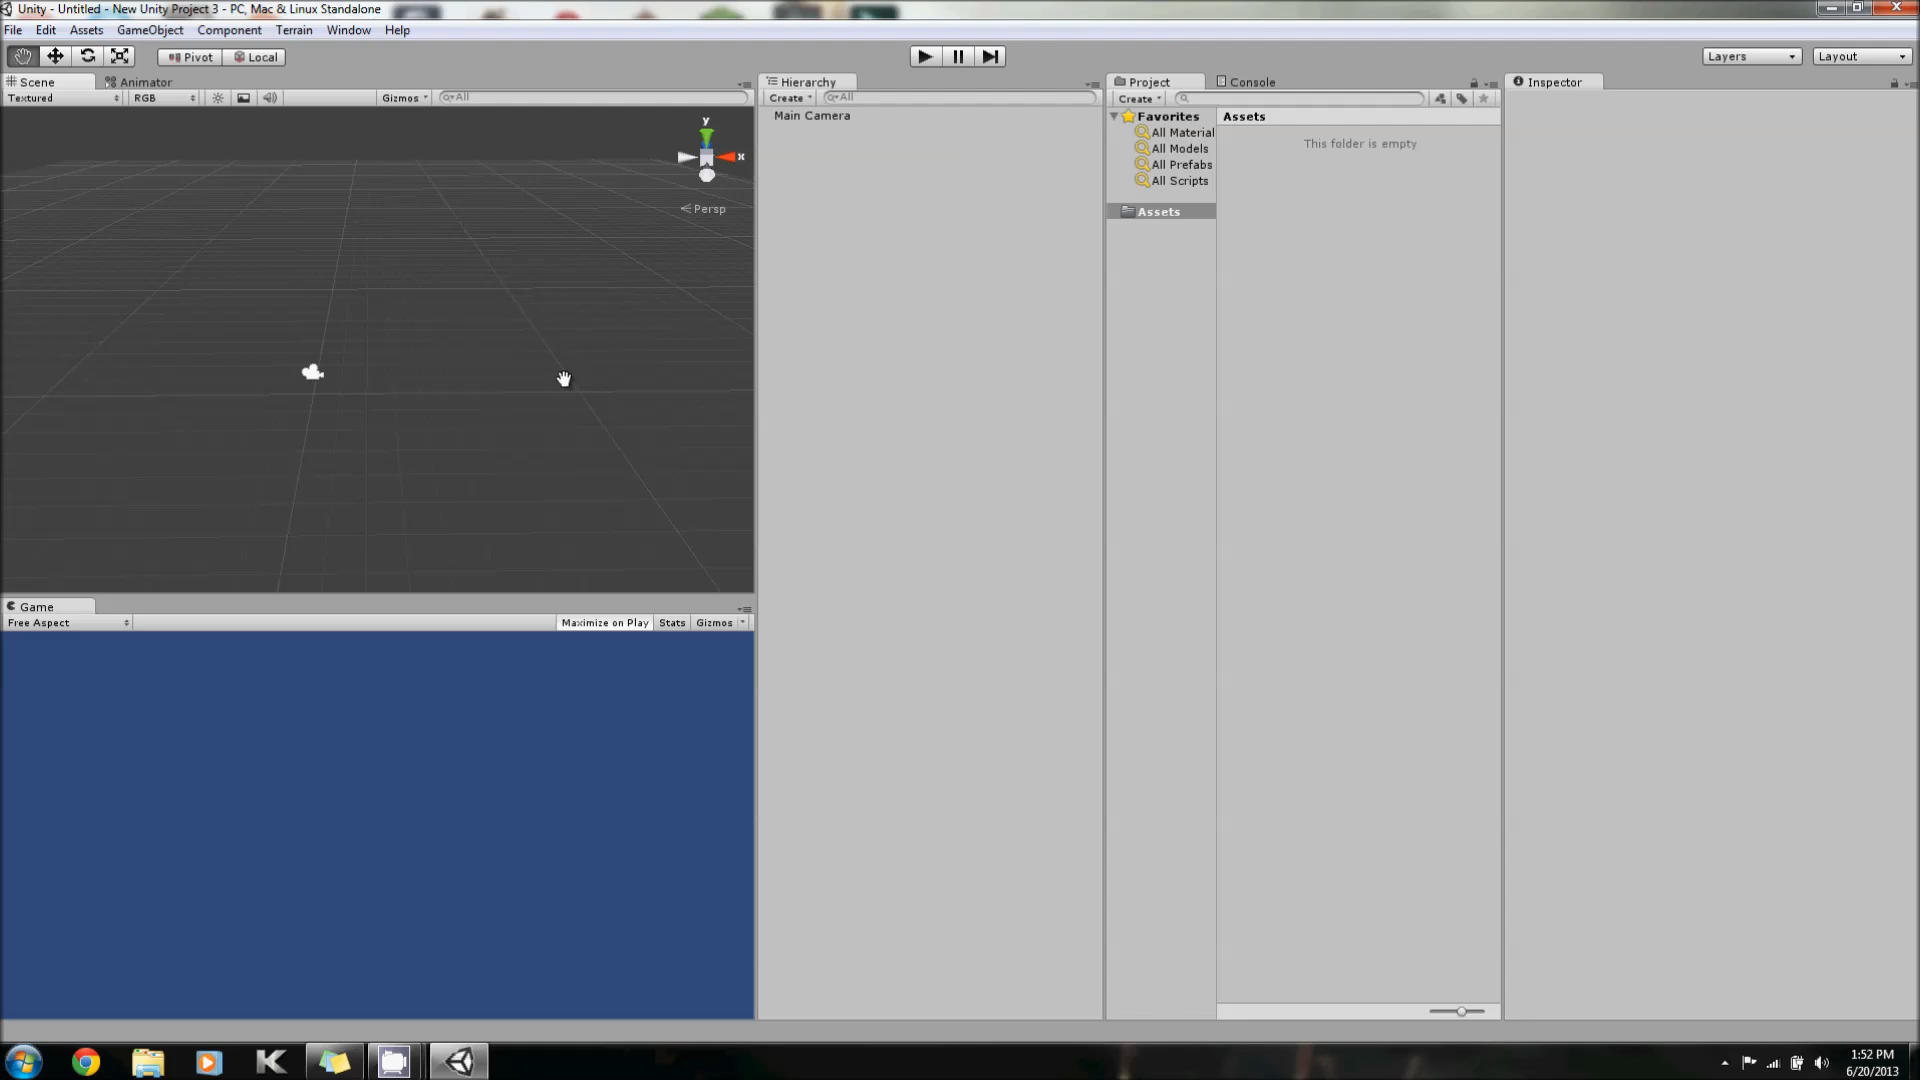 Unity - Untitled - New Unity Project 3 - PC, Mac & Linux Standalone
File Edit Assets GameObject Component Terrain Window Help
Pivot Local Layers Layout
Scene Animator Hierarchy Project Console Inspector
Textured RGB Gizmos All Create All Create
Main Camera
Favorites Assets
All Material
All Models
All Prefabs
All Scripts
Assets
This folder is empty
y
x
Persp
Game
Free Aspect Maximize on Play Stats Gizmos
1:52 PM
6/20/2013